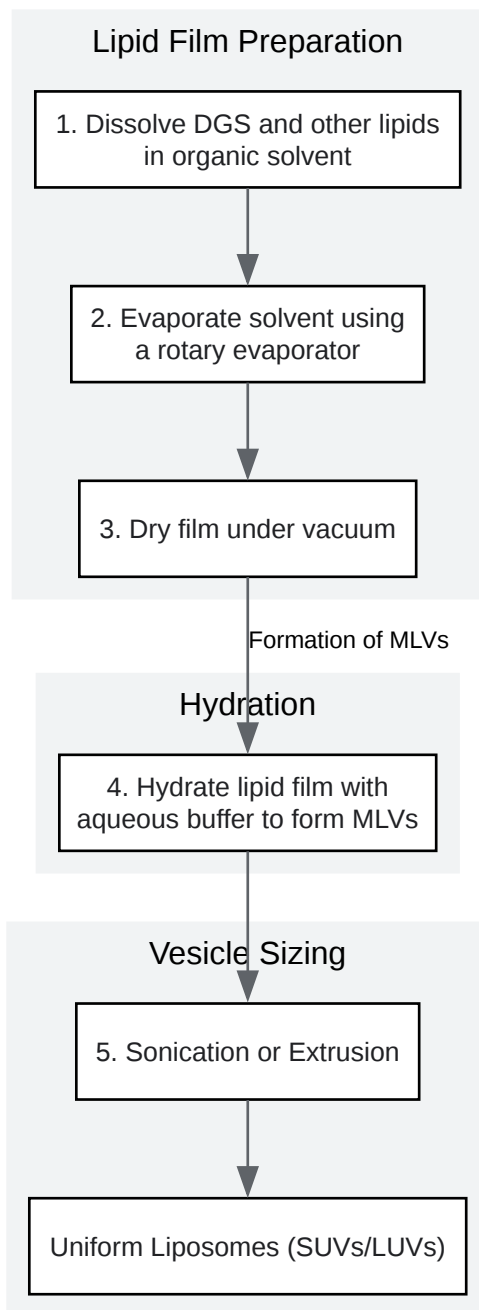 Lipid Film Preparation
1. Dissolve DGS and other lipids
in organic solvent
2. Evaporate solvent using
a rotary evaporator
3. Dry film under vacuum
Formation of MLVs
Hydration
4. Hydrate lipid film with
aqueous buffer to form MLVs
Vesicle Sizing
5. Sonication or Extrusion
Uniform Liposomes (SUVs/LUVs)